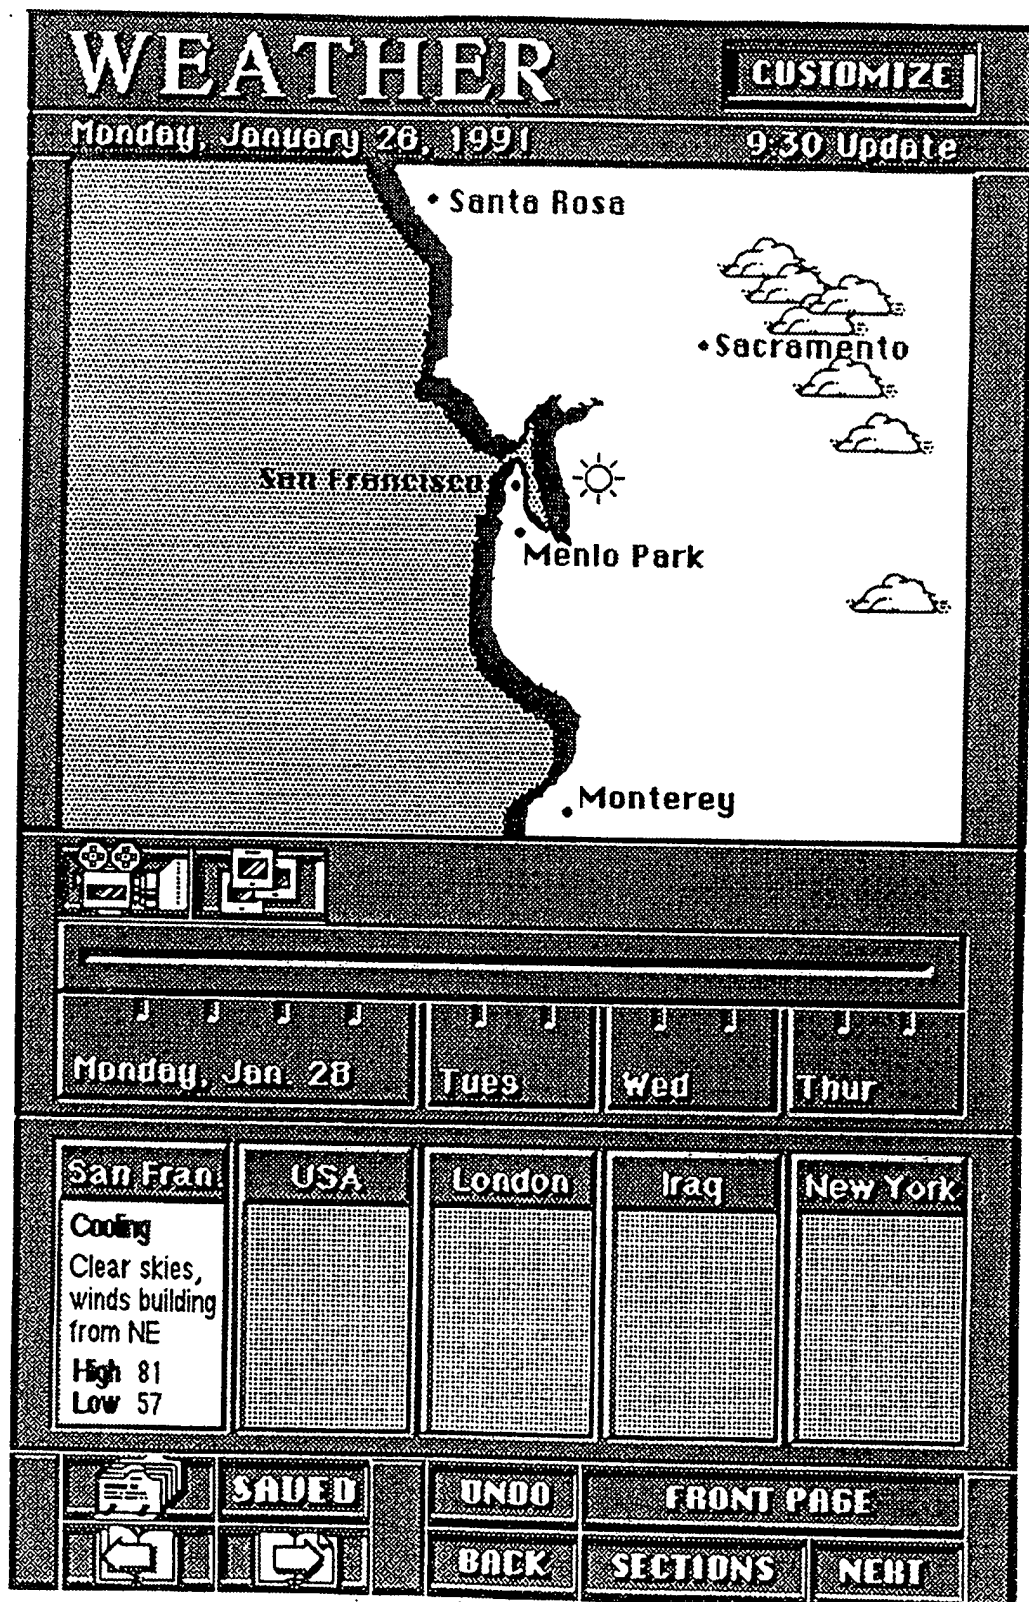 WEATHER
CUSTOMIZE
Monday, January 28, 1991
9:30 Update
Santa Rosa
Sacramento
San Francisco
Menlo Park
Monterey
Monday, Jan. 28
Tues
Wed
Thur
San Fran.
USA
London
Iraq
New York
Cooling
Clear skies,
winds building
from NE
High 81
Low 57
SAVED
UNDO
FRONT PAGE
BACK
SECTIONS
NEXT